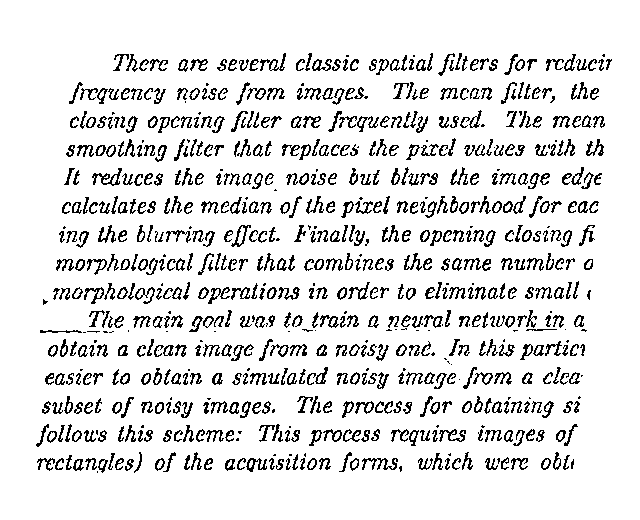 There are several classic spatial filters for reducin
frequency noise from images. The mean filter, the
closing opening filter are frequently used. The mean
smoothing filter that replaces the pixel values with th
It reduces the image noise but blurs the image edge
calculates the median of the pixel neighborhood for eac
ing the blurring effect. Finally, the opening closing fi
morphological filter that combines the same number o
morphological operations in order to eliminate small
The main goal was to train a neural network in a
obtain a clean image from a noisy one. In this partic
easier to obtain a simulated noisy image from a clea
subset of noisy images. The process for obtaining si
follows this scheme: This process requires images of
rectangles) of the acquisition forms, which were obt